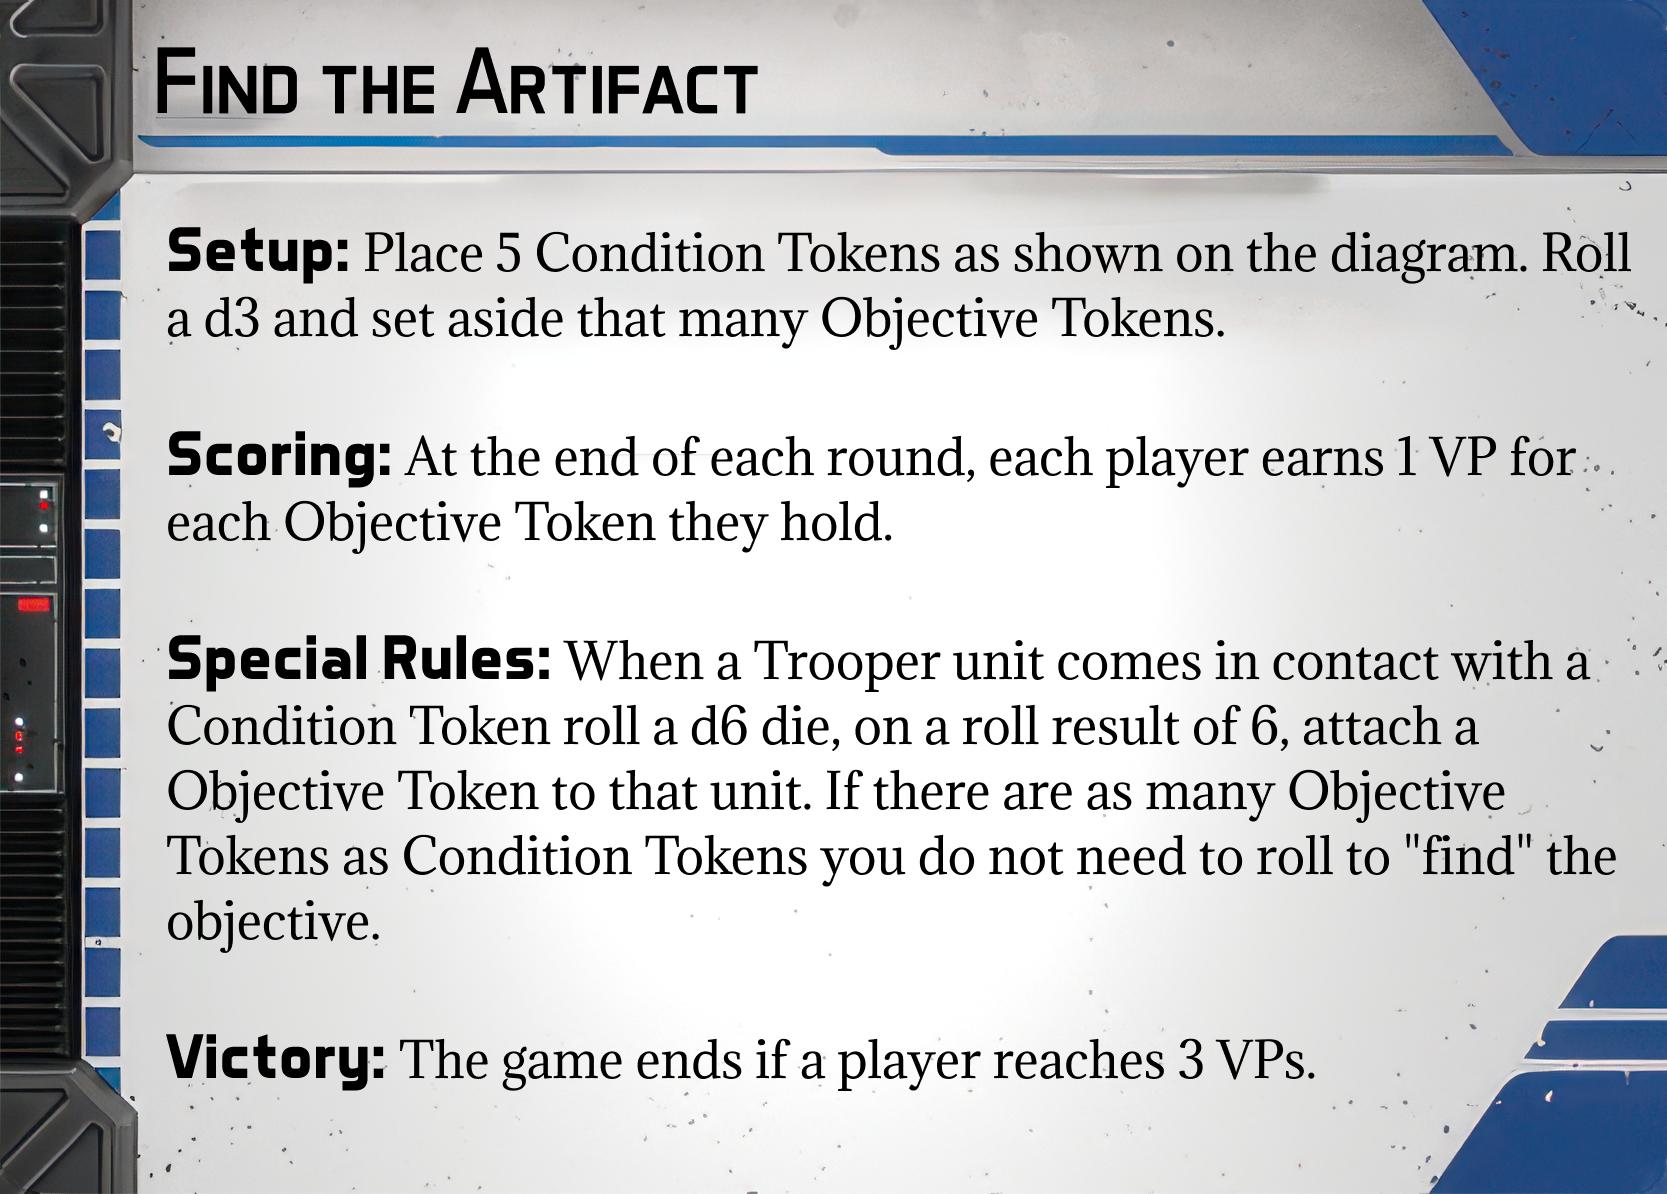 Find the Artifact
Setup: Place 5 Condition Tokens as shown on the diagram. Roll
a d3 and set aside that many Objective Tokens.
Scoring: At the end of each round, each player earns 1 VP for
each Objective Token they hold.
Special Rules: When a Trooper unit comes in contact with a
Condition Token roll a d6 die, on a roll result of 6, attach a
Objective Token to that unit. If there are as many Objective
Tokens as Condition Tokens you do not need to roll to "find" the
objective.
Victory: The game ends if a player reaches 3 VPs.